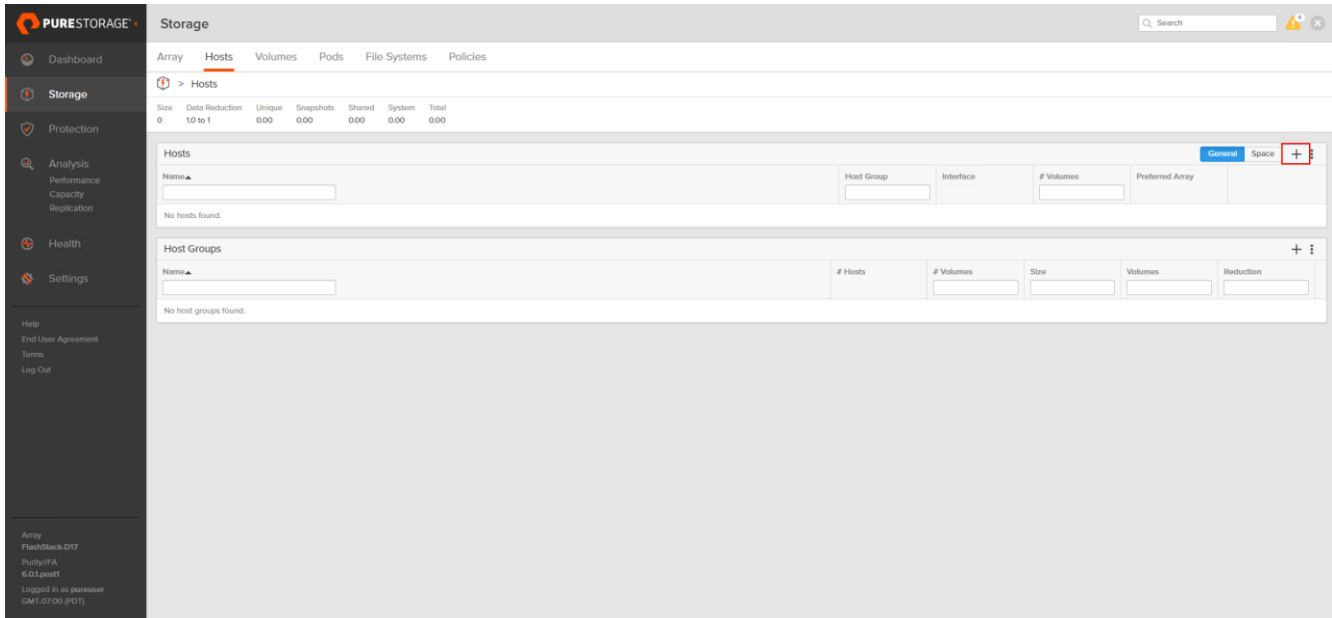 PURESTORAGE
Dashboard
Storage
Protection
Analysis
Performance
Capacity
Replication
Health
Settings
Help
End User Agreement
Terms
Log Out
Array
FlashStack-D17
Purity//FA
6.0.1.post1
Logged in as pureuser
GMT-07:00 (PDT)
Storage
Search
4
Array Hosts Volumes Pods File Systems Policies
> Hosts
Size Data Reduction Unique Snapshots Shared System Total
0 1.0 to 1 0.00 0.00 0.00 0.00 0.00
Hosts General Space
Name Host Group Interface # Volumes Preferred Array
No hosts found.
Host Groups
Name # Hosts # Volumes Size Volumes Reduction
No host groups found.